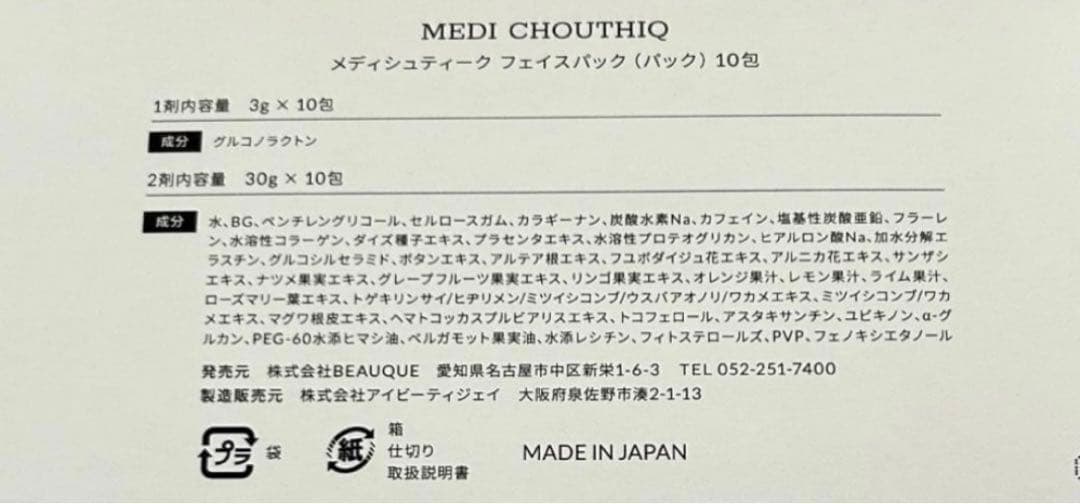 MEDI CHOUTHIQ
メディシュティーク フェイスパック（パック）10包
1剤内容量 3g × 10包
成分 グルコノラクトン
2剤内容量 30g × 10包
成分 水、BG、ペンチレングリコール、セルロースガム、カラギーナン、炭酸水素Na、カフェイン、塩基性炭酸亜鉛、フラーレ
ン、水溶性コラーゲン、ダイズ種子エキス、プラセンタエキス、水溶性プロテオグリカン、ヒアルロン酸Na、加水分解エ
ラスチン、グルコシルセラミド、ボタンエキス、アルテア根エキス、フユボダイジュ花エキス、アルニカ花エキス、サンザシ
エキス、ナツメ果実エキス、グレープフルーツ果実エキス、リンゴ果実エキス、オレンジ果汁、レモン果汁、ライム果汁、
ローズマリー葉エキス、トゲキリンサイ/ヒヂリメン/ミツイシコンブ/ウスバアオノリ/ワカメエキス、ミツイシコンブ/ワカ
メエキス、マグワ根皮エキス、ヘマトコッカスプルビアリスエキス、トコフェロール、アスタキサンチン、ユビキノン、α-グ
ルカン、PEG-60水添ヒマシ油、ベルガモット果実油、水添レシチン、フィトステロールズ、PVP、フェノキシエタノール
発売元 株式会社BEAUQUE 愛知県名古屋市中区新栄1-6-3 TEL 052-251-7400
製造販売元 株式会社アイビーティジェイ 大阪府泉佐野市湊2-1-13
プラ 袋
紙 箱
仕切り
取扱説明書
MADE IN JAPAN